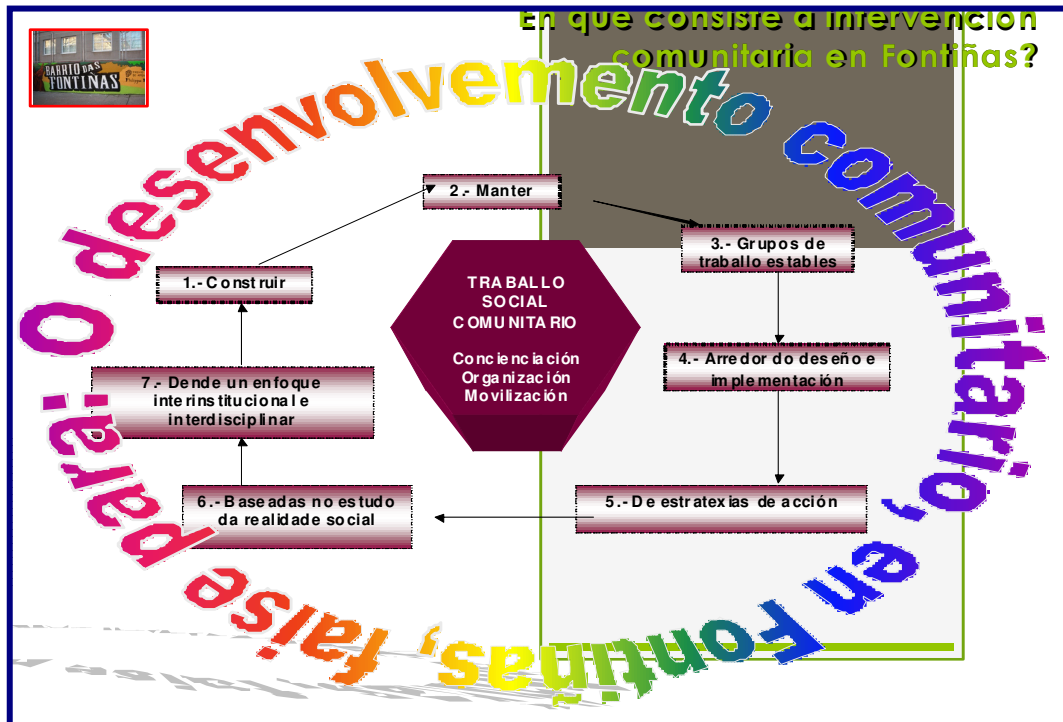 En que consiste a intervención
comunitaria en Fontiñas?
BARRIO DAS
FONTIÑAS
O desenvolvemento comunitario, en Fontiñas, faise para:
2.- Manter
3.- Grupos de
traballo estables
1.- Construir
TRABALLO
SOCIAL
COMUNITARIO
Concienciación
Organización
Movilización
4.- Arredor do deseño e
implementación
7.- Dende un enfoque
interinstitucional e
interdisciplinar
6.- Baseadas no estudo
da realidade social
5.- De estratexias de acción